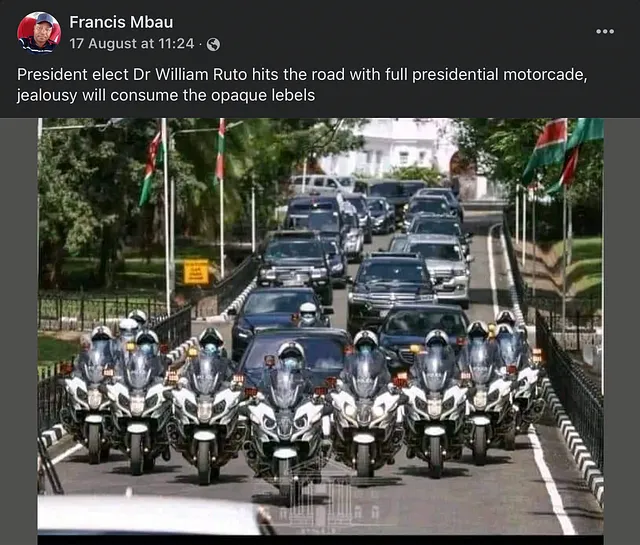 Francis Mbau
17 August at 11:24
President elect Dr William Ruto hits the road with full presidential motorcade,
jealousy will consume the opaque lebels
POLICE